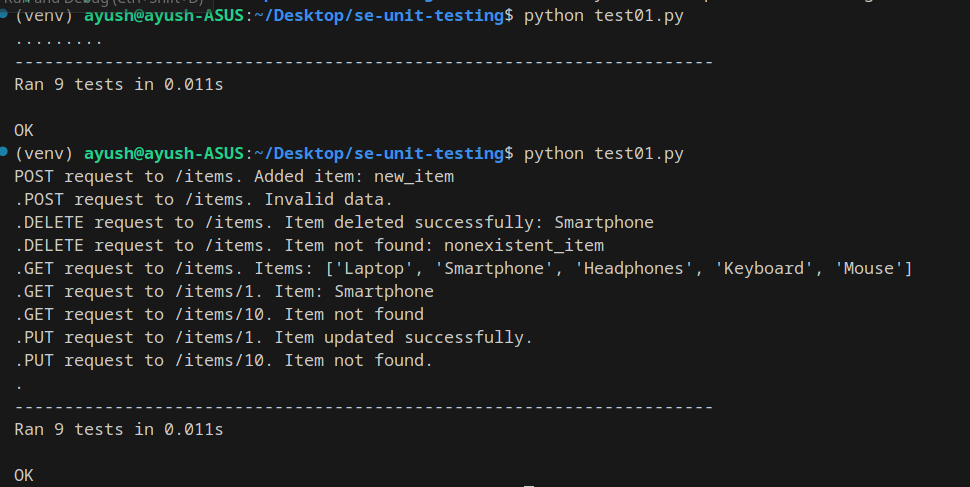 (venv) ayush@ayush-ASUS:~/Desktop/se-unit-testing$ python test01.py
.........
----------------------------------------------------------------------
Ran 9 tests in 0.011s
OK
(venv) ayush@ayush-ASUS:~/Desktop/se-unit-testing$ python test01.py
POST request to /items. Added item: new_item
.POST request to /items. Invalid data.
.DELETE request to /items. Item deleted successfully: Smartphone
.DELETE request to /items. Item not found: nonexistent_item
.GET request to /items. Items: ['Laptop', 'Smartphone', 'Headphones', 'Keyboard', 'Mouse']
.GET request to /items/1. Item: Smartphone
.GET request to /items/10. Item not found
.PUT request to /items/1. Item updated successfully.
.PUT request to /items/10. Item not found.
.
----------------------------------------------------------------------
Ran 9 tests in 0.011s
OK